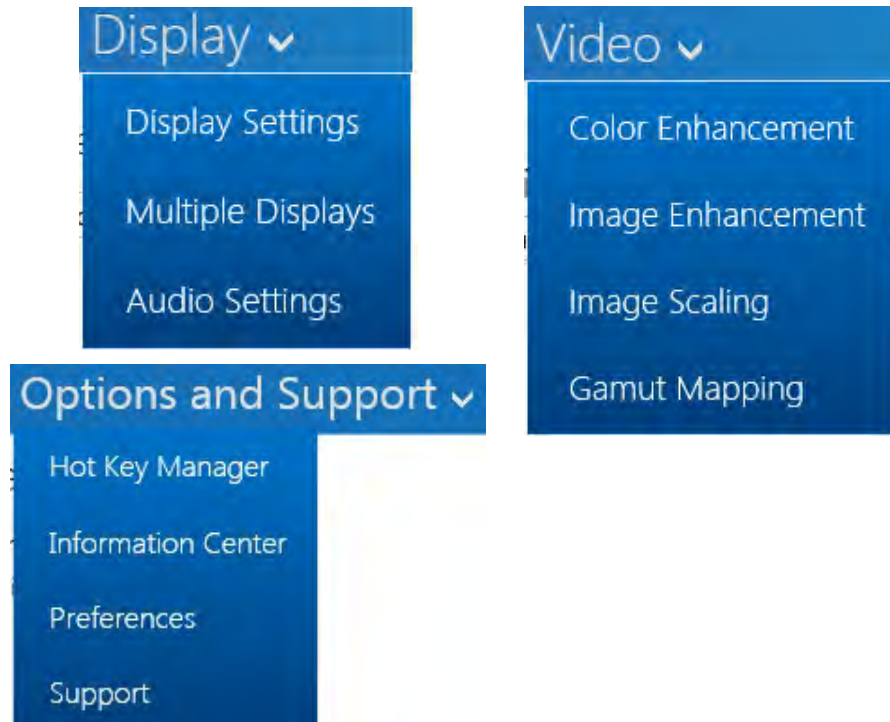 Display
Display Settings
Multiple Displays
Audio Settings
Video
Color Enhancement
Image Enhancement
Image Scaling
Gamut Mapping
Options and Support
Hot Key Manager
Information Center
Preferences
Support